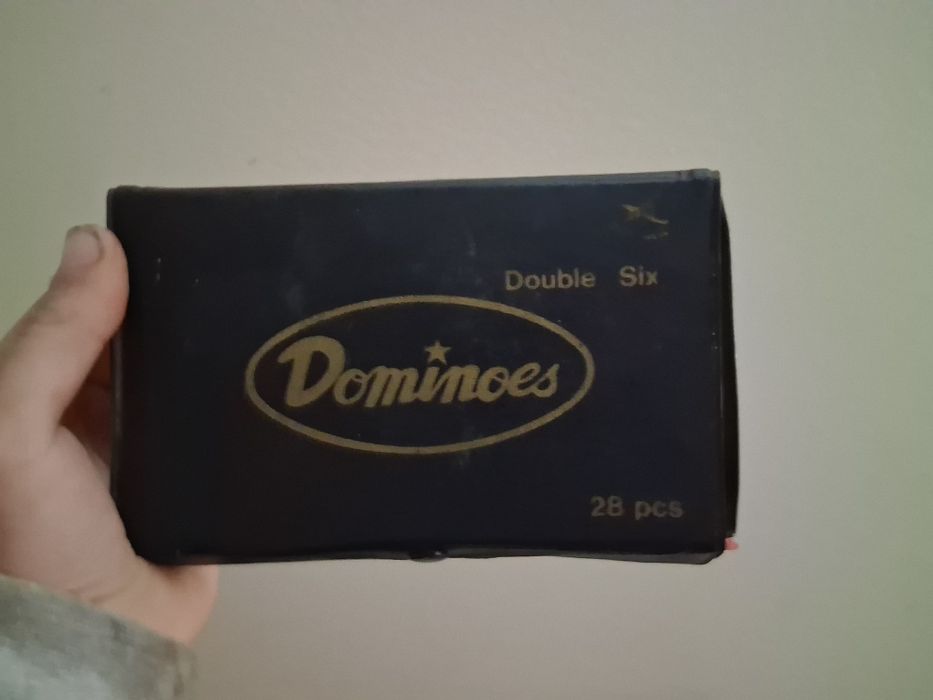 Double Six
Dominoes
28 pcs